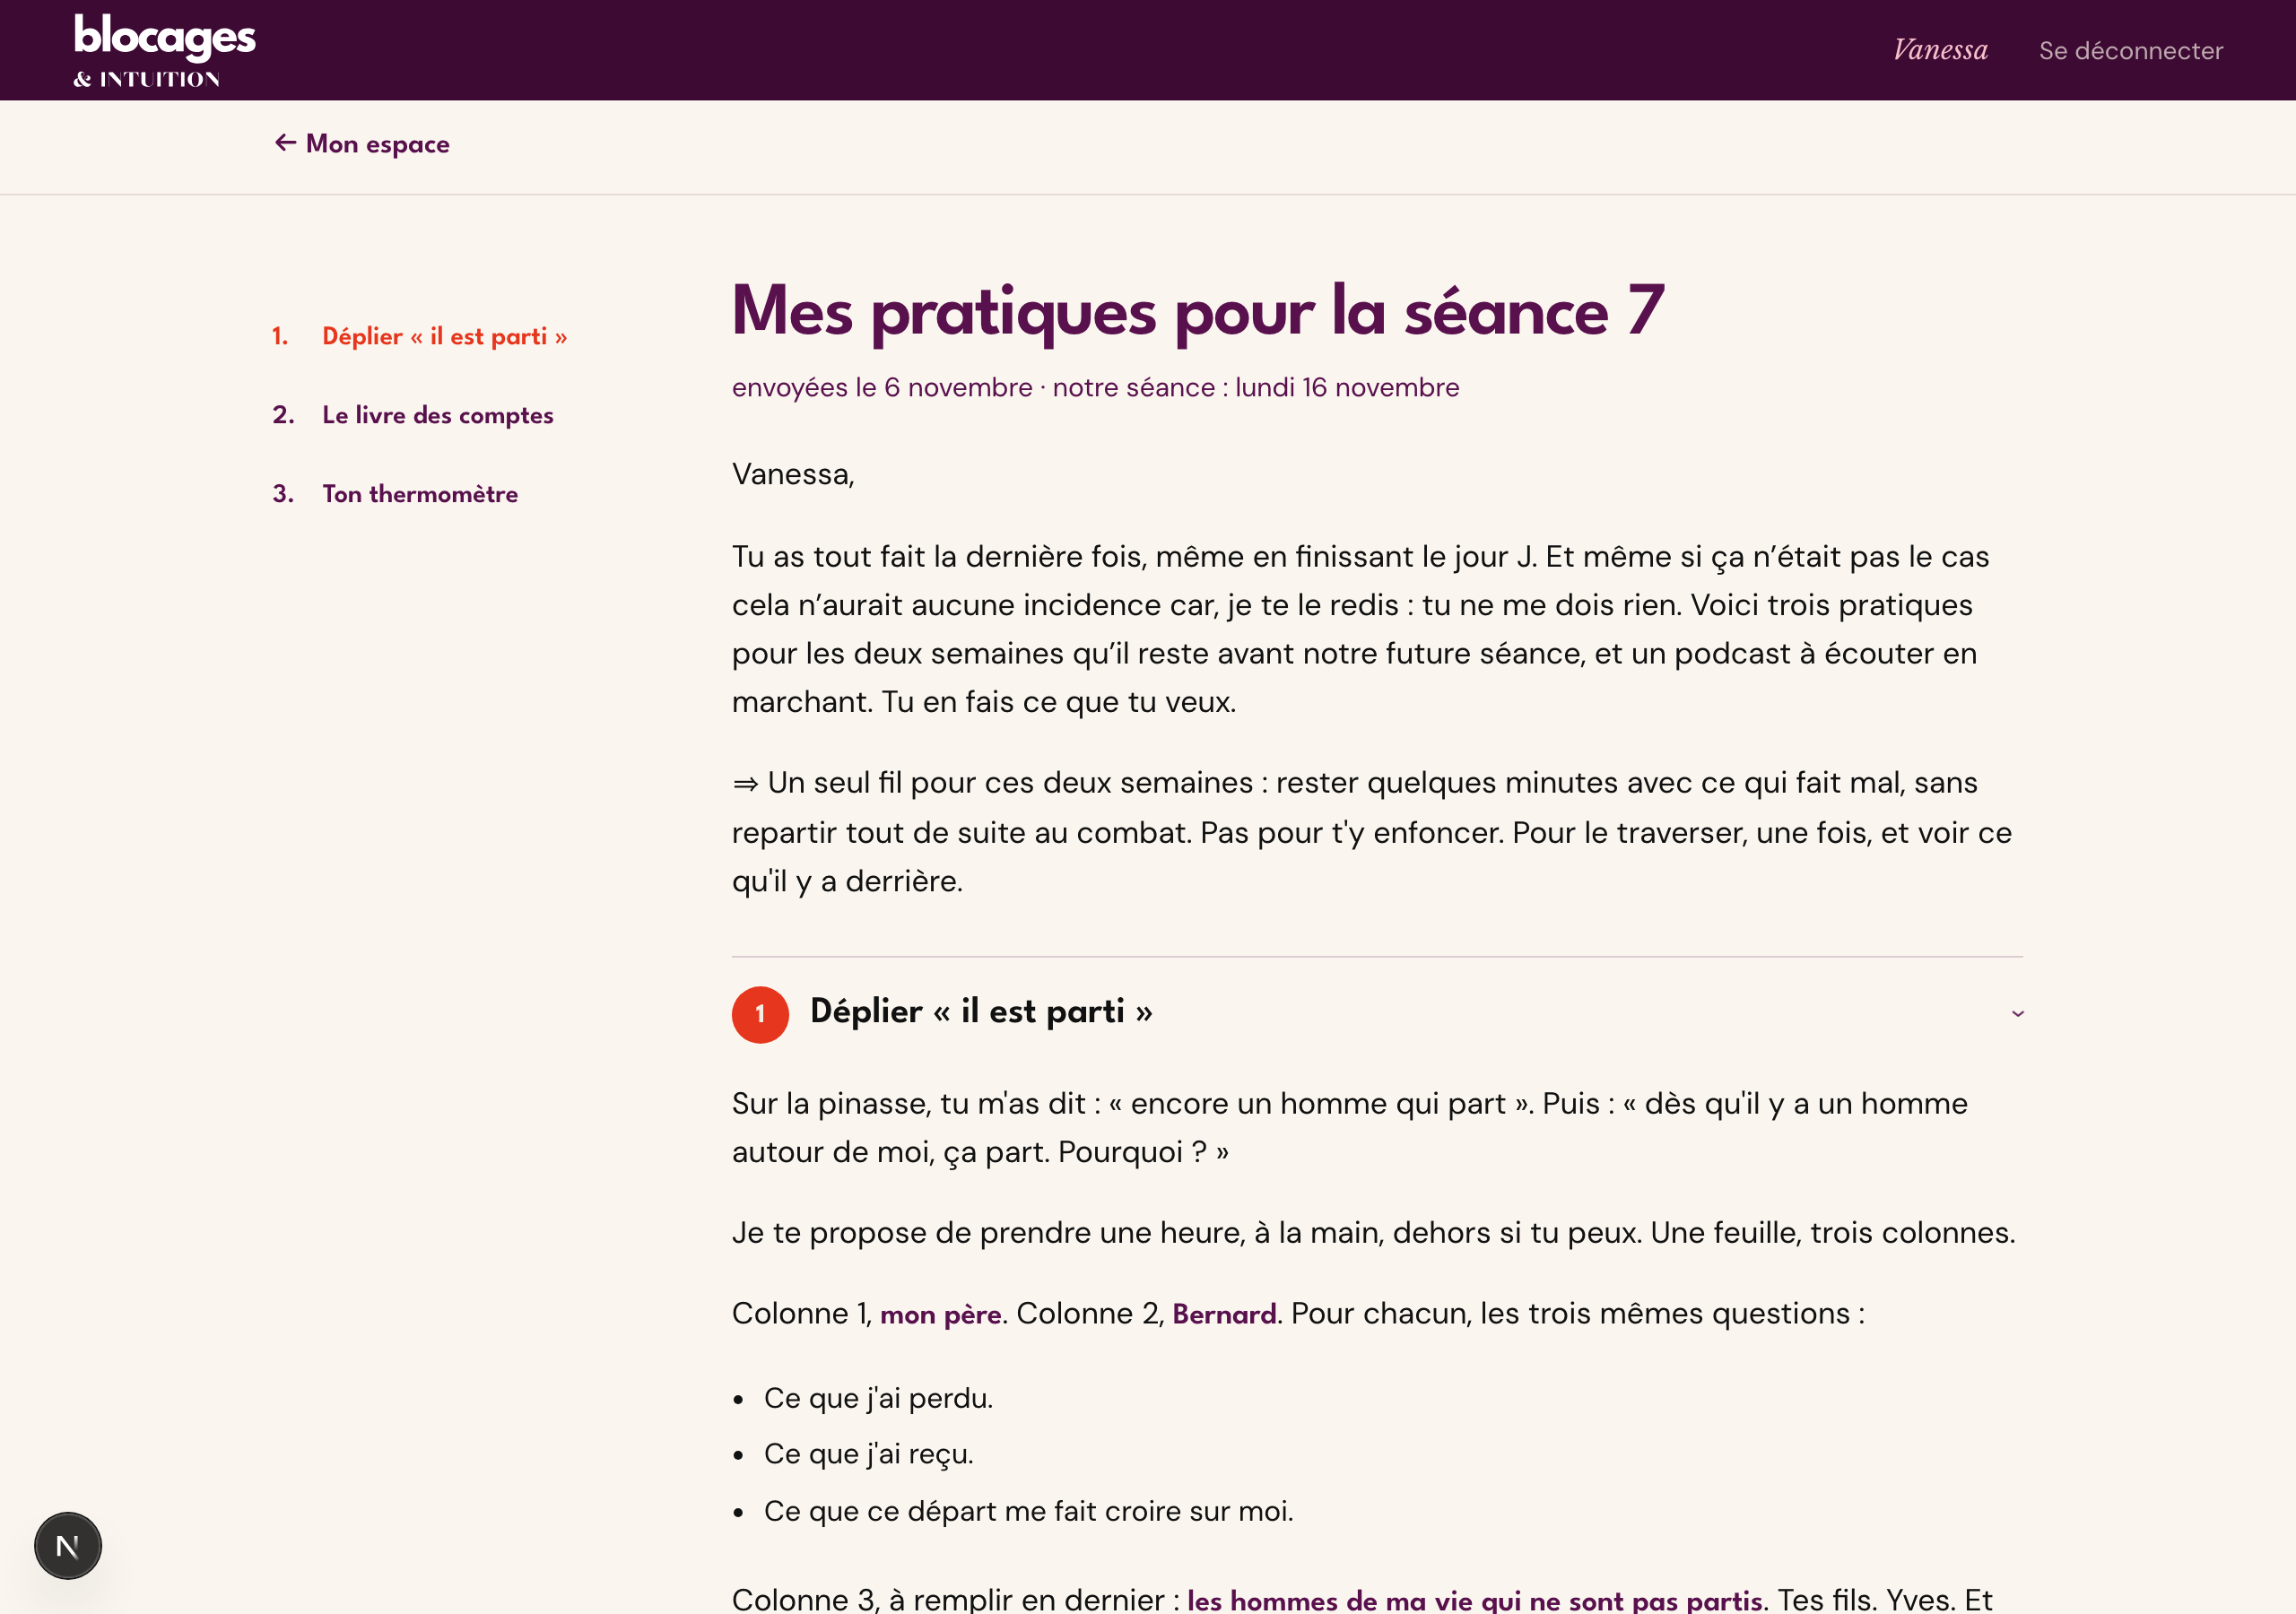 blocages
& INTUITION
Vanessa
Se déconnecter
← Mon espace
1. Déplier « il est parti »
2. Le livre des comptes
3. Ton thermomètre
Mes pratiques pour la séance 7
envoyées le 6 novembre · notre séance : lundi 16 novembre
Vanessa,
Tu as tout fait la dernière fois, même en finissant le jour J. Et même si ça n’était pas le cas
cela n’aurait aucune incidence car, je te le redis : tu ne me dois rien. Voici trois pratiques
pour les deux semaines qu’il reste avant notre future séance, et un podcast à écouter en
marchant. Tu en fais ce que tu veux.
⇒ Un seul fil pour ces deux semaines : rester quelques minutes avec ce qui fait mal, sans
repartir tout de suite au combat. Pas pour t'y enfoncer. Pour le traverser, une fois, et voir ce
qu'il y a derrière.
1 Déplier « il est parti »
Sur la pinasse, tu m'as dit : « encore un homme qui part ». Puis : « dès qu'il y a un homme
autour de moi, ça part. Pourquoi ? »
Je te propose de prendre une heure, à la main, dehors si tu peux. Une feuille, trois colonnes.
Colonne 1, mon père. Colonne 2, Bernard. Pour chacun, les trois mêmes questions :
• Ce que j'ai perdu.
• Ce que j'ai reçu.
• Ce que ce départ me fait croire sur moi.
Colonne 3, à remplir en dernier : les hommes de ma vie qui ne sont pas partis. Tes fils. Yves. Et
N